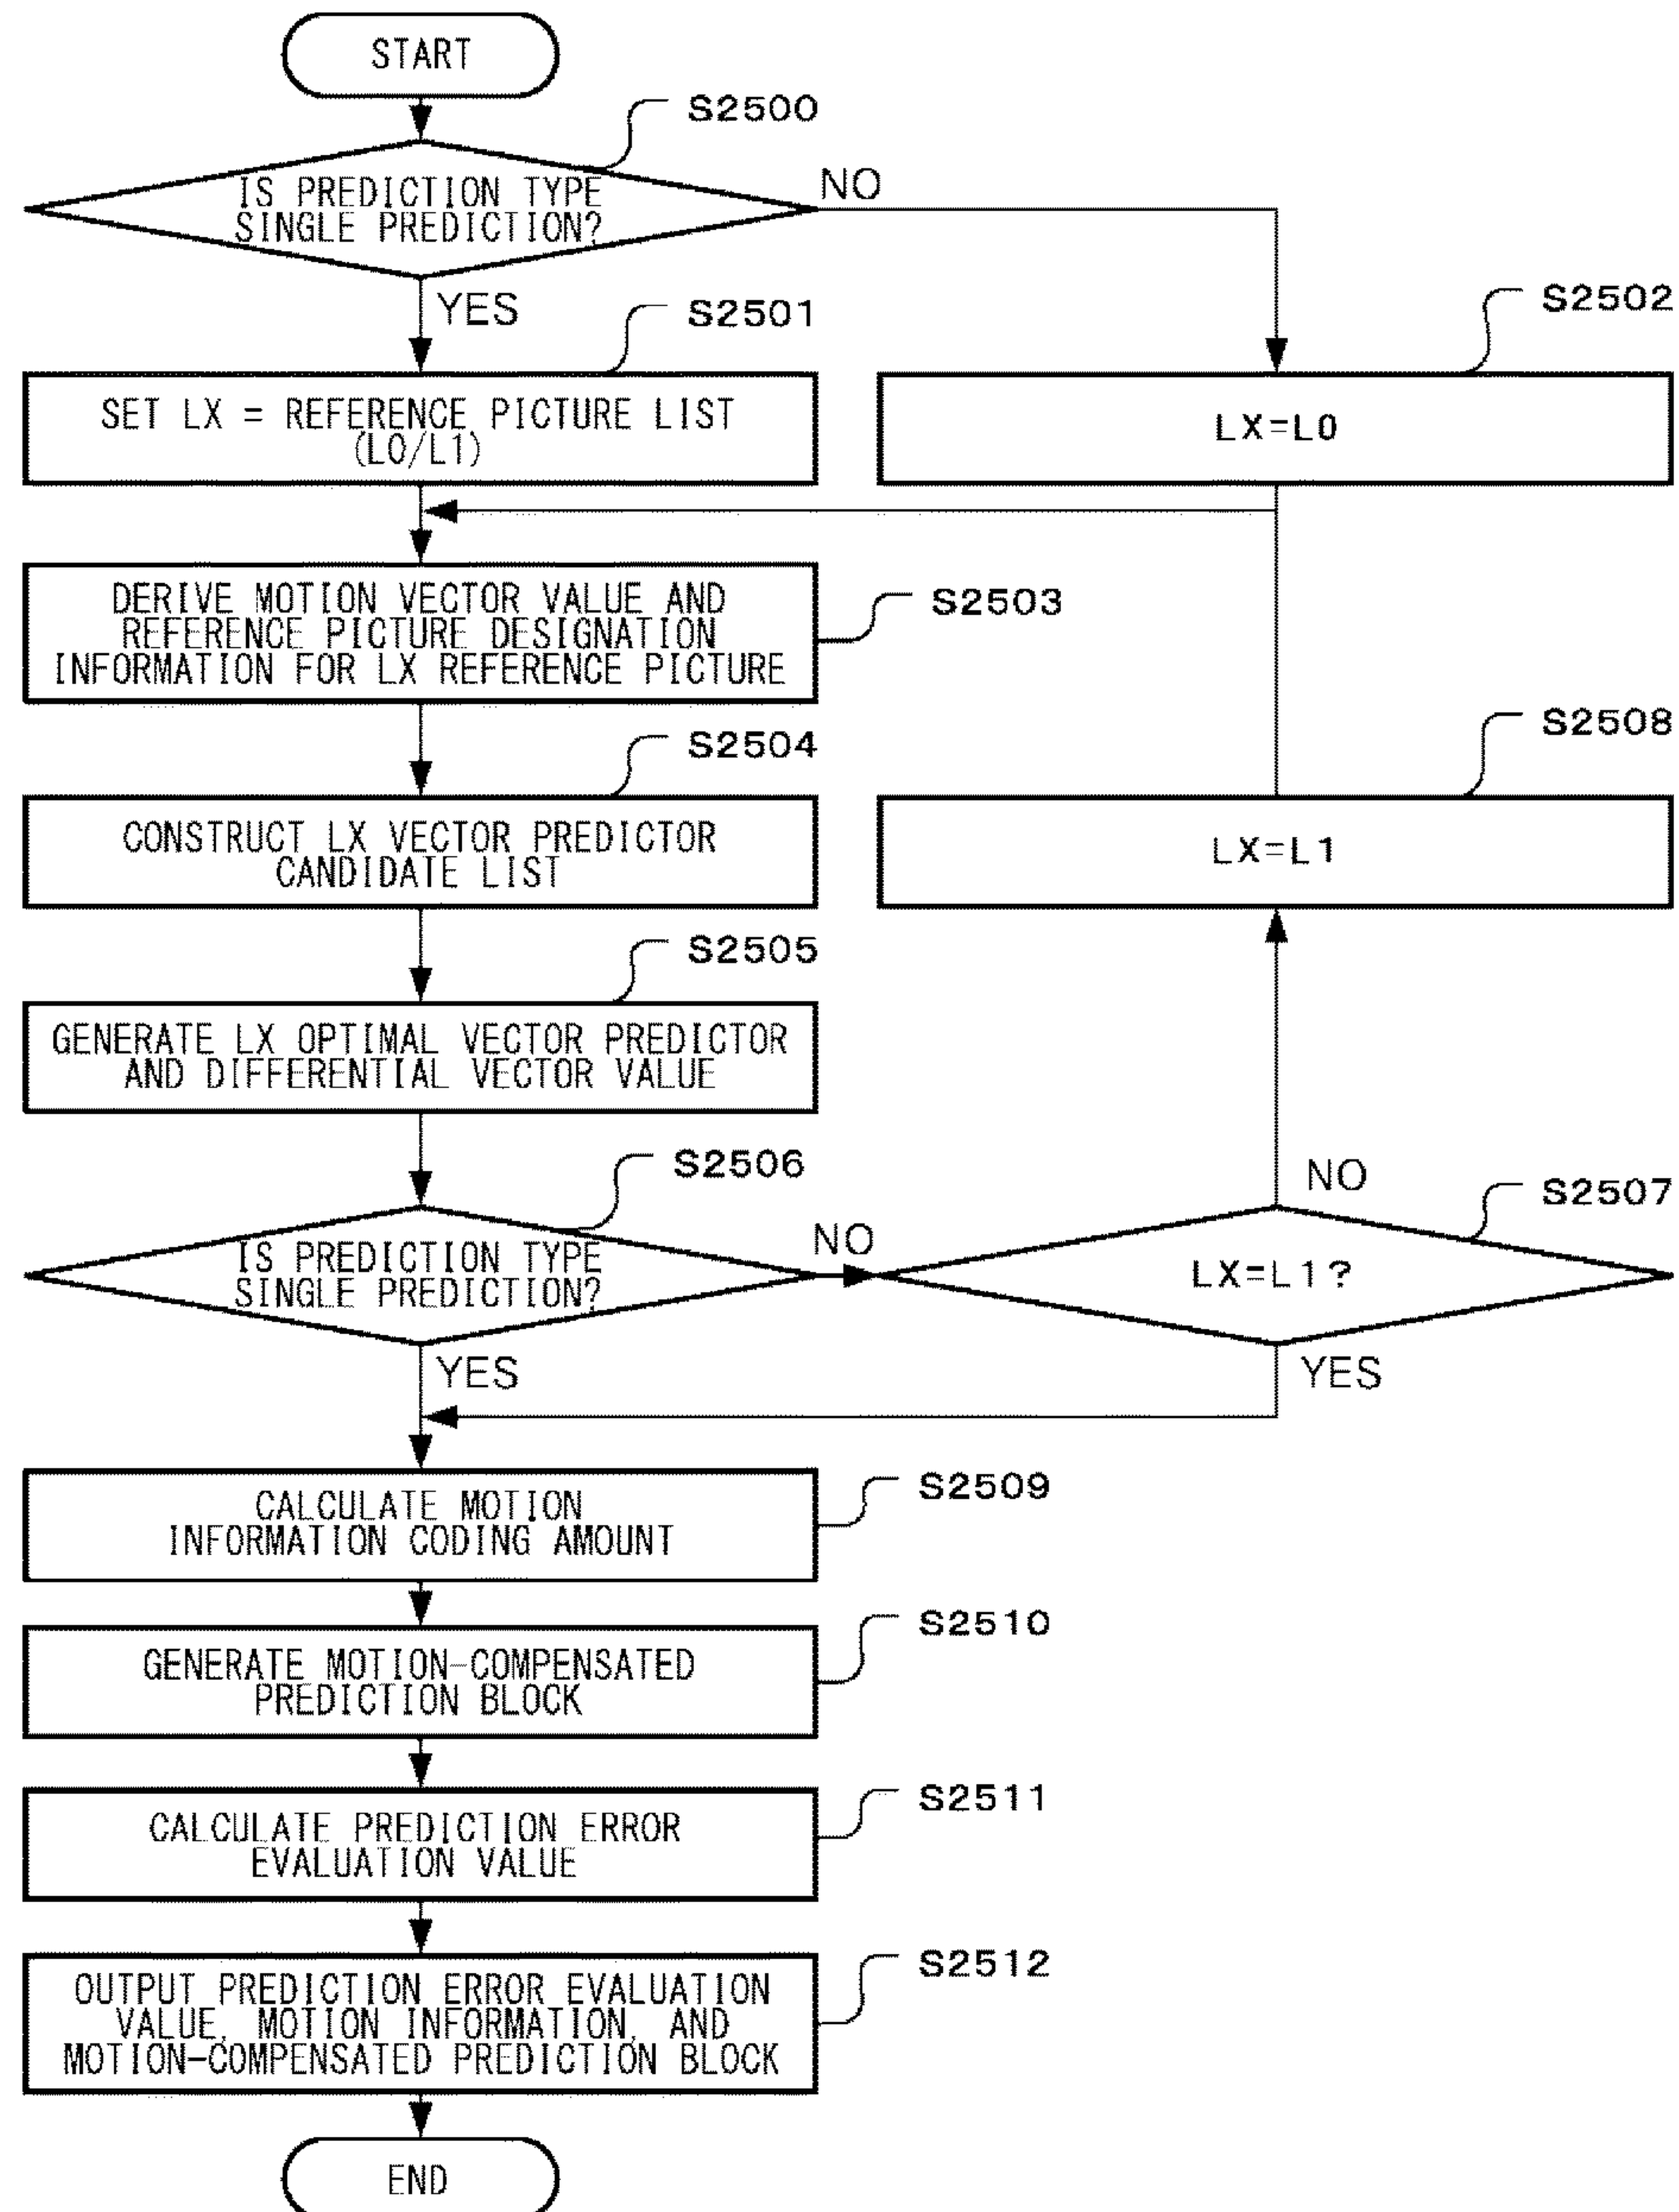 START
S2500
IS PREDICTION TYPE
SINGLE PREDICTION?
NO
YES
S2501
S2502
SET LX = REFERENCE PICTURE LIST
(L0/L1)
LX=L0
DERIVE MOTION VECTOR VALUE AND
REFERENCE PICTURE DESIGNATION
INFORMATION FOR LX REFERENCE PICTURE
S2503
S2504
S2508
CONSTRUCT LX VECTOR PREDICTOR
CANDIDATE LIST
LX=L1
S2505
GENERATE LX OPTIMAL VECTOR PREDICTOR
AND DIFFERENTIAL VECTOR VALUE
S2506
NO
S2507
IS PREDICTION TYPE
SINGLE PREDICTION?
NO
LX=L1?
YES
YES
CALCULATE MOTION
INFORMATION CODING AMOUNT
S2509
GENERATE MOTION-COMPENSATED
PREDICTION BLOCK
S2510
CALCULATE PREDICTION ERROR
EVALUATION VALUE
S2511
OUTPUT PREDICTION ERROR EVALUATION
VALUE, MOTION INFORMATION, AND
MOTION-COMPENSATED PREDICTION BLOCK
S2512
END